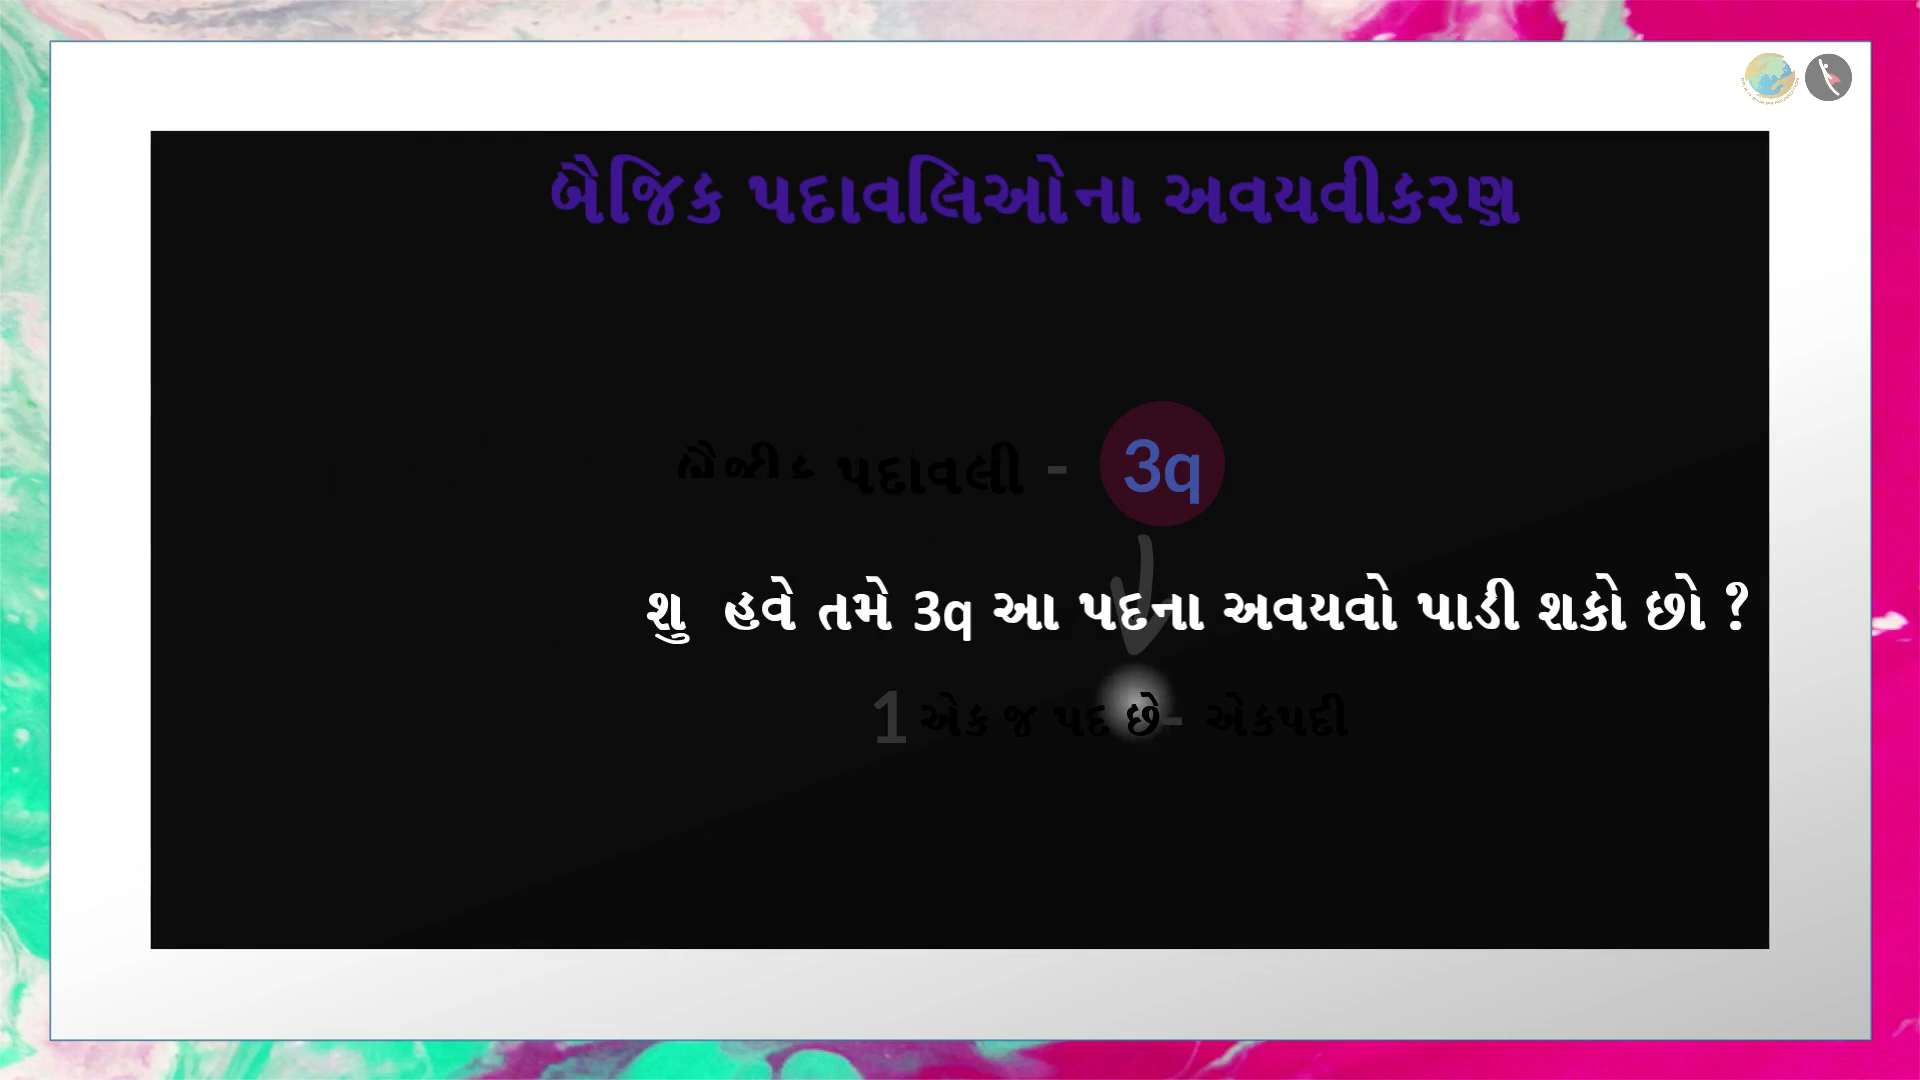 બૈજિક પદાવલિઓના અવયવીકરણ
બૈજીક પદાવલી - 3q
શુ હવે તમે 3q આ પદના અવયવો પાડી શકો છો ?
1 એક જ પદ છે- એકપદી